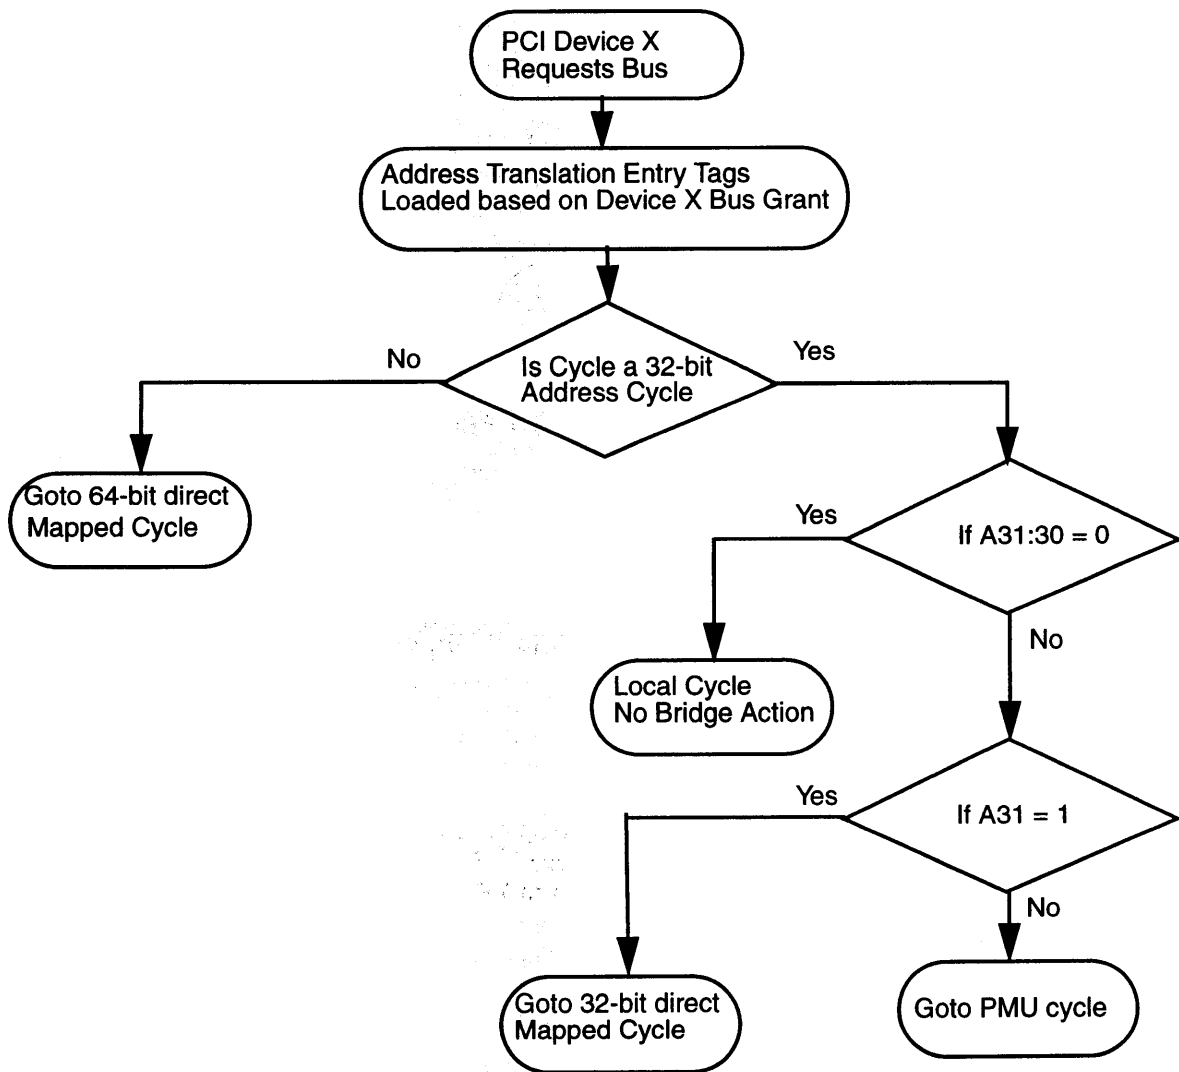 PCI Device X
Requests Bus
Address Translation Entry Tags
Loaded based on Device X Bus Grant
No
Yes
Is Cycle a 32-bit
Address Cycle
Goto 64-bit direct
Mapped Cycle
Yes
If A31:30 = 0
No
Local Cycle
No Bridge Action
Yes
If A31 = 1
No
Goto 32-bit direct
Mapped Cycle
Goto PMU cycle